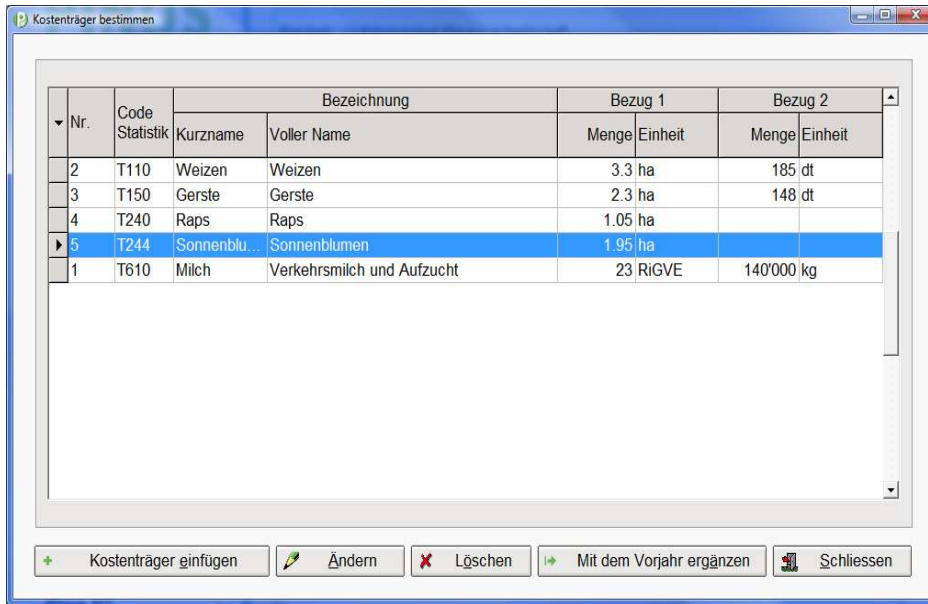 Kostenträger bestimmen
Bezeichnung Bezug 1 Bezug 2
Nr. Code Statistik Kurzname Voller Name Menge Einheit Menge Einheit
2 T110 Weizen Weizen 3.3 ha 185 dt
3 T150 Gerste Gerste 2.3 ha 148 dt
4 T240 Raps Raps 1.05 ha
5 T244 Sonnenblu... Sonnenblumen 1.95 ha
1 T610 Milch Verkehrsmilch und Aufzucht 23 RiGVE 140'000 kg
Kostenträger einfügen Ändern Löschen Mit dem Vorjahr ergänzen Schliessen